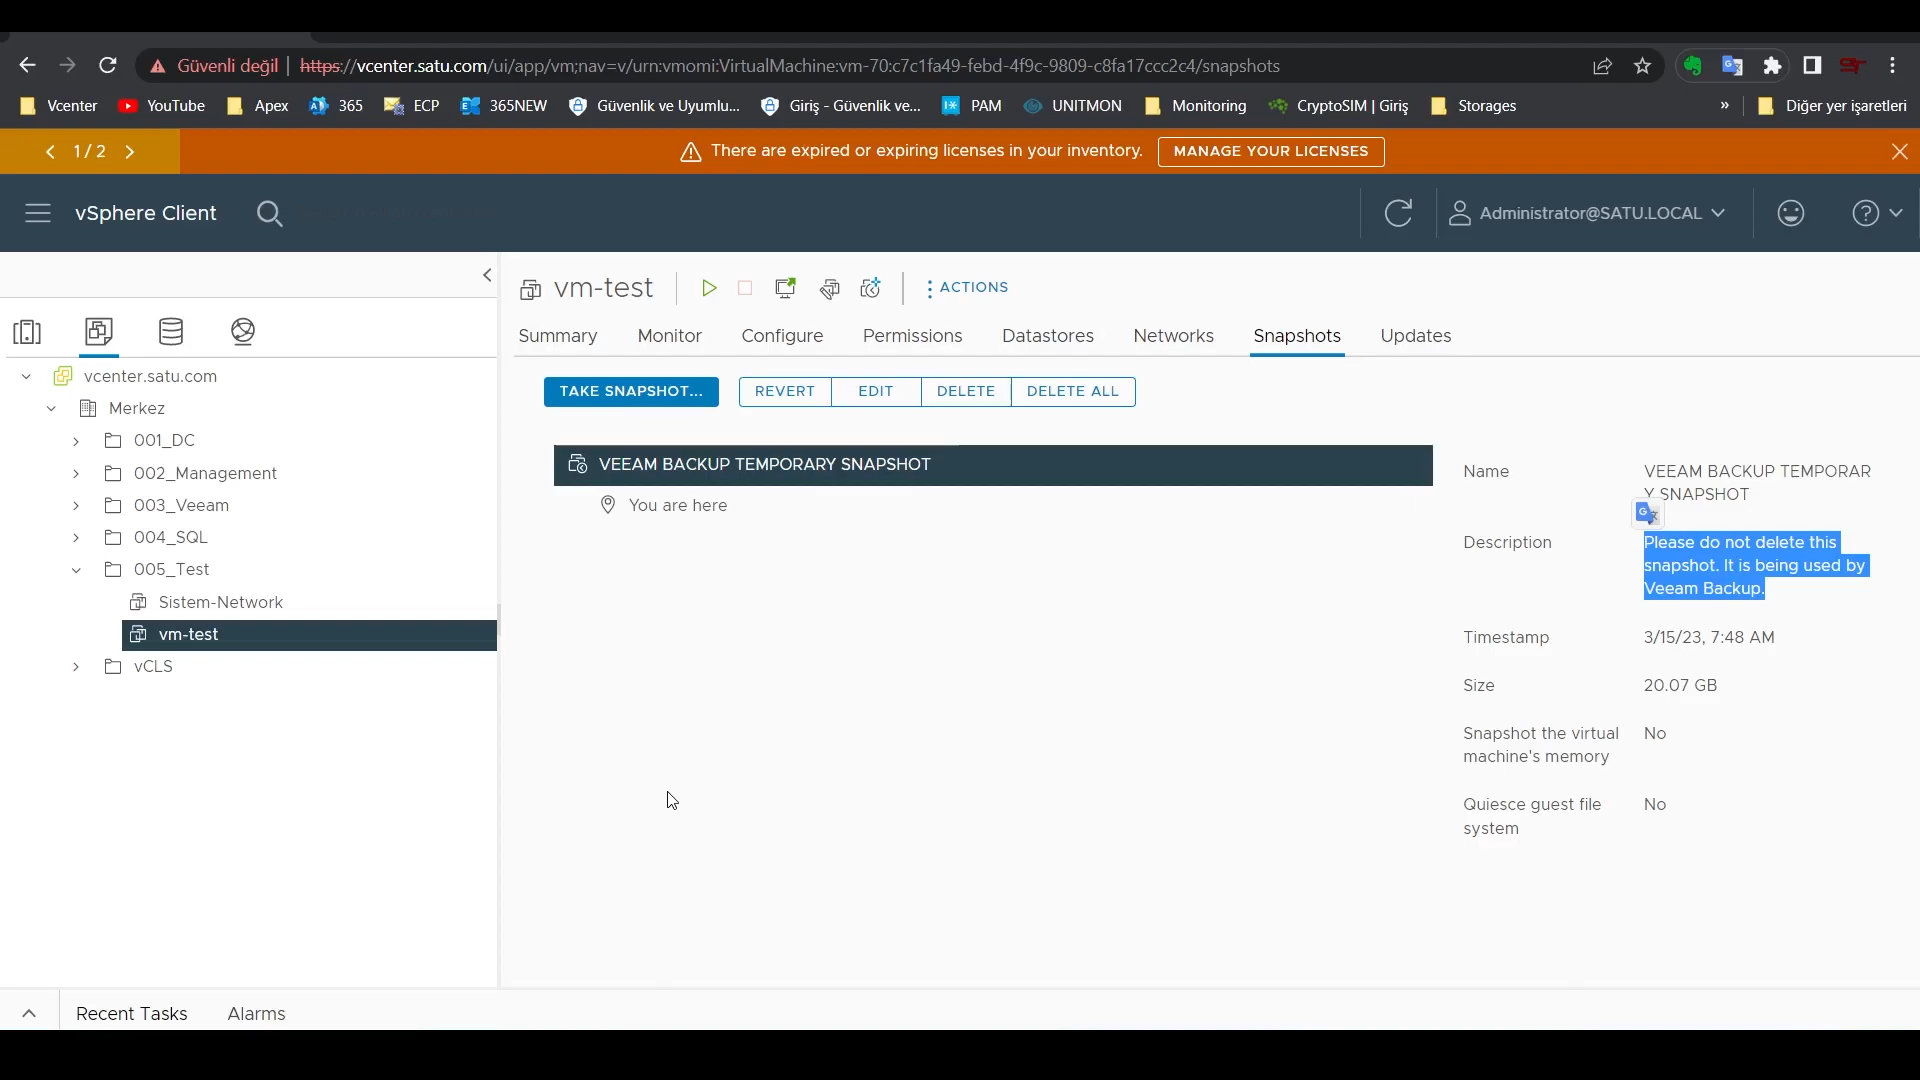 Güvenli değil | https://vcenter.satu.com/ui/app/vm;nav=v/urn:vmomi:VirtualMachine:vm-70:c7c1fa49-febd-4f9c-9809-c8fa17ccc2c4/snapshots
Vcenter YouTube Apex 365 ECP 365NEW Güvenlik ve Uyumlu... Giriş - Güvenlik ve... PAM UNITMON Monitoring CryptoSIM | Giriş Storages » Diğer yer işaretleri
1 / 2 There are expired or expiring licenses in your inventory. MANAGE YOUR LICENSES
vSphere Client Administrator@SATU.LOCAL
vm-test ACTIONS
Summary Monitor Configure Permissions Datastores Networks Snapshots Updates
TAKE SNAPSHOT... REVERT EDIT DELETE DELETE ALL
vcenter.satu.com
Merkez
001_DC
002_Management
003_Veeam
004_SQL
005_Test
Sistem-Network
vm-test
vCLS
VEEAM BACKUP TEMPORARY SNAPSHOT
You are here
Name VEEAM BACKUP TEMPORAR
Y SNAPSHOT
Description Please do not delete this
snapshot. It is being used by
Veeam Backup.
Timestamp 3/15/23, 7:48 AM
Size 20.07 GB
Snapshot the virtual No
machine's memory
Quiesce guest file No
system
Recent Tasks Alarms